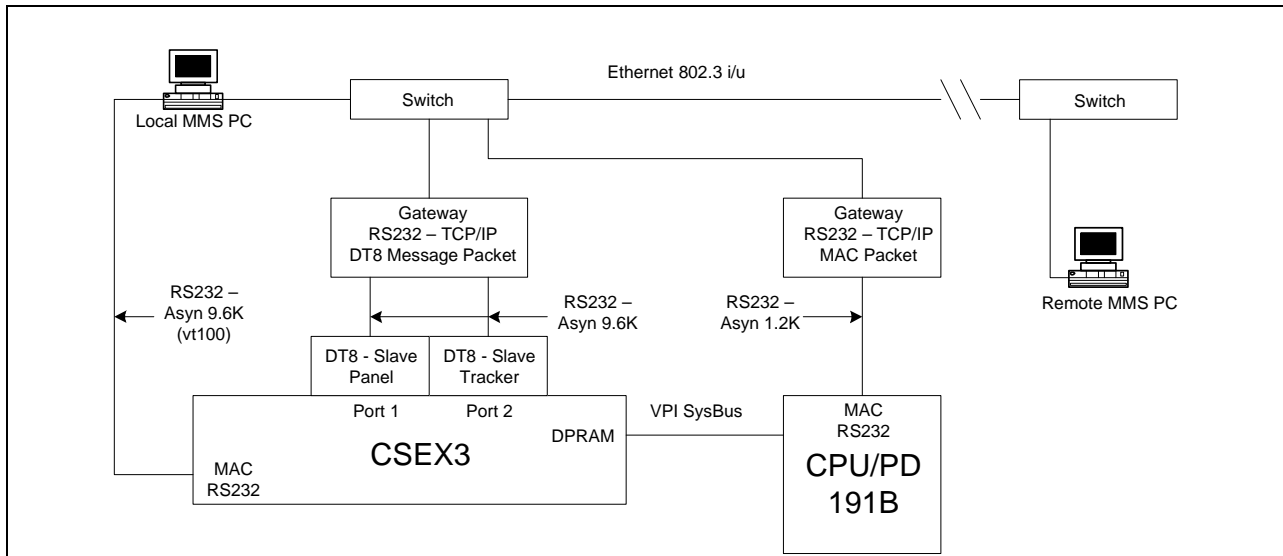 Ethernet 802.3 i/u
Switch
Switch
Local MMS PC
Gateway
RS232 – TCP/IP
DT8 Message Packet
Gateway
RS232 – TCP/IP
MAC Packet
Remote MMS PC
RS232 –
Asyn 9.6K
(vt100)
RS232 –
Asyn 9.6K
RS232 –
Asyn 1.2K
DT8 - Slave
Panel
DT8 - Slave
Tracker
Port 1
Port 2
VPI SysBus
MAC
RS232
DPRAM
CSEX3
CPU/PD
191B
MAC
RS232